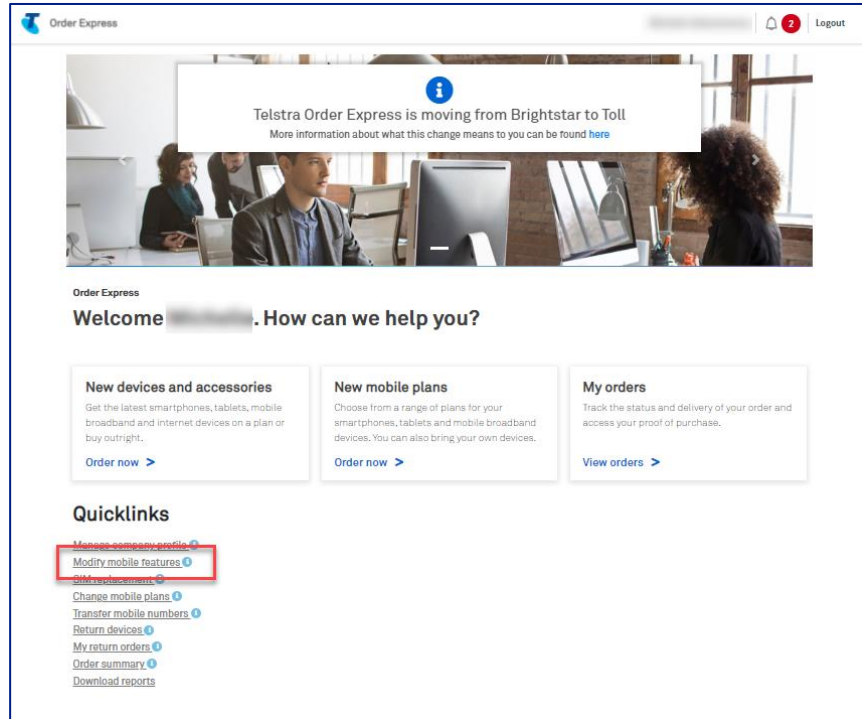 Order Express
2
Logout
Telstra Order Express is moving from Brightstar to Toll
More information about what this change means to you can be found here
Order Express
Welcome . How can we help you?
New devices and accessories
Get the latest smartphones, tablets, mobile
broadband and internet devices on a plan or
buy outright.
Order now >
New mobile plans
Choose from a range of plans for your
smartphones, tablets and mobile broadband
devices. You can also bring your own devices.
Order now >
My orders
Track the status and delivery of your order and
access your proof of purchase.
View orders >
Quicklinks
Manage company profile
Modify mobile features
SIM replacement
Change mobile plans
Transfer mobile numbers
Return devices
My return orders
Order summary
Download reports